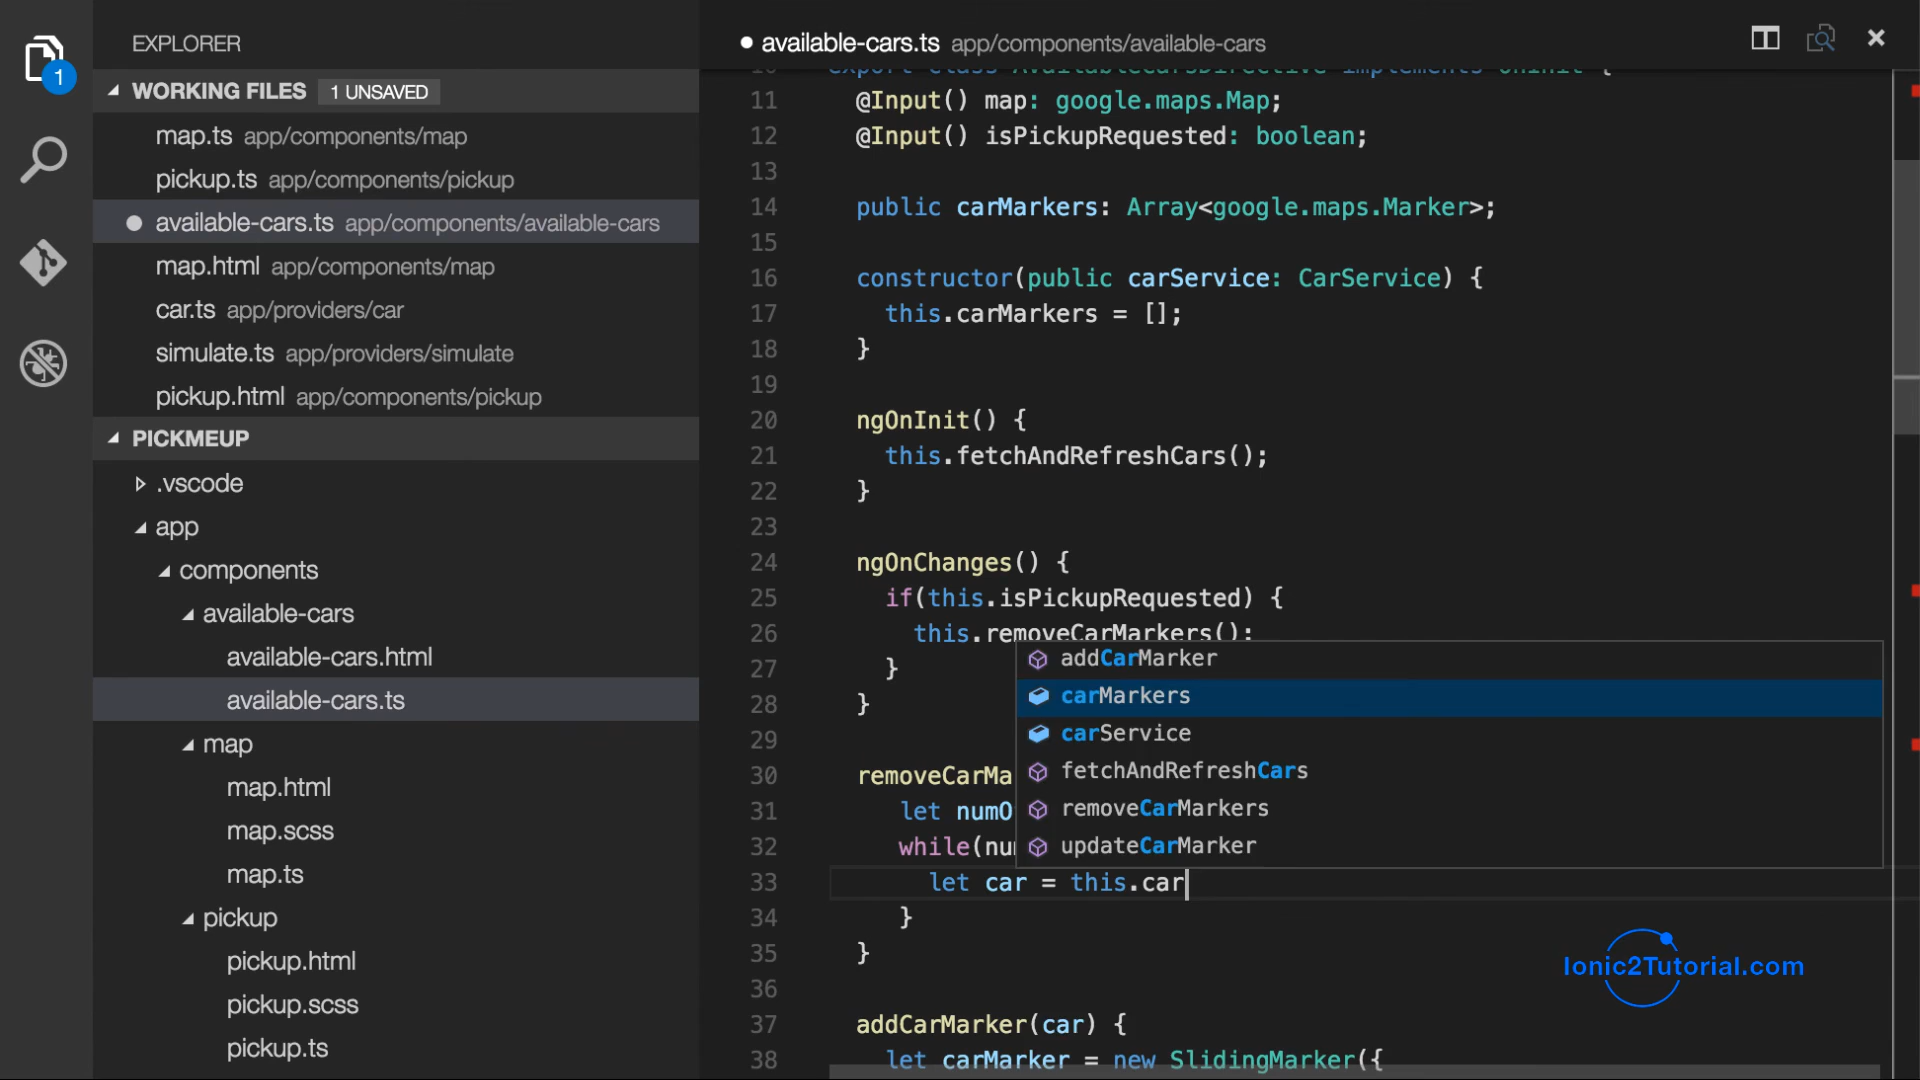 EXPLORER
WORKING FILES 1 UNSAVED
map.ts app/components/map
pickup.ts app/components/pickup
available-cars.ts app/components/available-cars
map.html app/components/map
car.ts app/providers/car
simulate.ts app/providers/simulate
pickup.html app/components/pickup
PICKMEUP
.vscode
app
components
available-cars
available-cars.html
available-cars.ts
map
map.html
map.scss
map.ts
pickup
pickup.html
pickup.scss
pickup.ts
1
available-cars.ts app/components/available-cars
10 export class AvailableCarsDirective implements OnInit {
11 @Input() map: google.maps.Map;
12 @Input() isPickupRequested: boolean;
13
14 public carMarkers: Array<google.maps.Marker>;
15
16 constructor(public carService: CarService) {
17 this.carMarkers = [];
18 }
19
20 ngOnInit() {
21 this.fetchAndRefreshCars();
22 }
23
24 ngOnChanges() {
25 if(this.isPickupRequested) {
26 this.removeCarMarkers();
27 }
28 }
29
30 removeCarMa
31 let numO
32 while(num
33 let car = this.car
34 }
35 }
36
37 addCarMarker(car) {
38 let carMarker = new SlidingMarker({
addCarMarker
carMarkers
carService
fetchAndRefreshCars
removeCarMarkers
updateCarMarker
Ionic2Tutorial.com